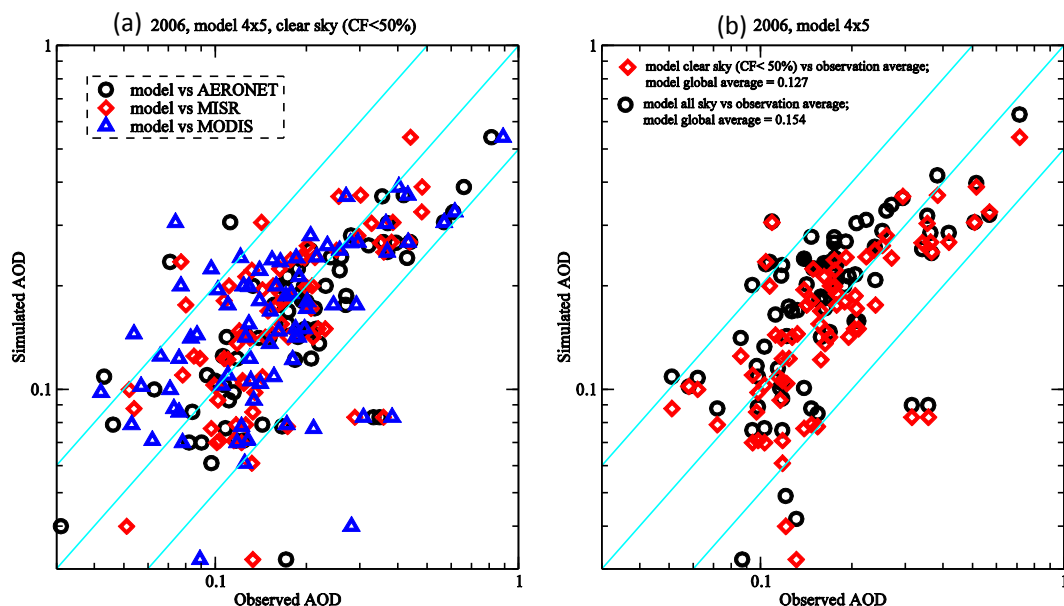 (a) 2006, model 4x5, clear sky (CF<50%)
1
0.1
Simulated AOD
model vs AERONET
model vs MISR
model vs MODIS
0.1
1
Observed AOD
(b) 2006, model 4x5
1
0.1
Simulated AOD
model clear sky (CF< 50%) vs observation average;
model global average = 0.127
model all sky vs observation average;
model global average = 0.154
0.1
1
Observed AOD